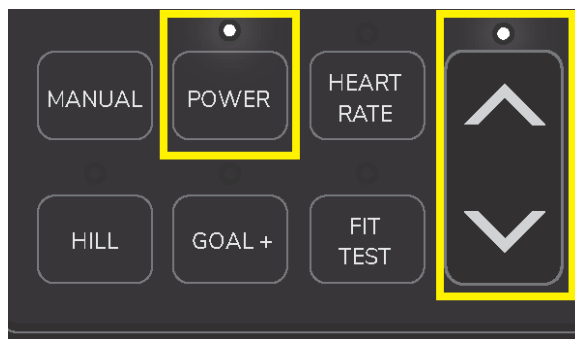 MANUAL
POWER
HEART
RATE
HILL
GOAL +
FIT
TEST